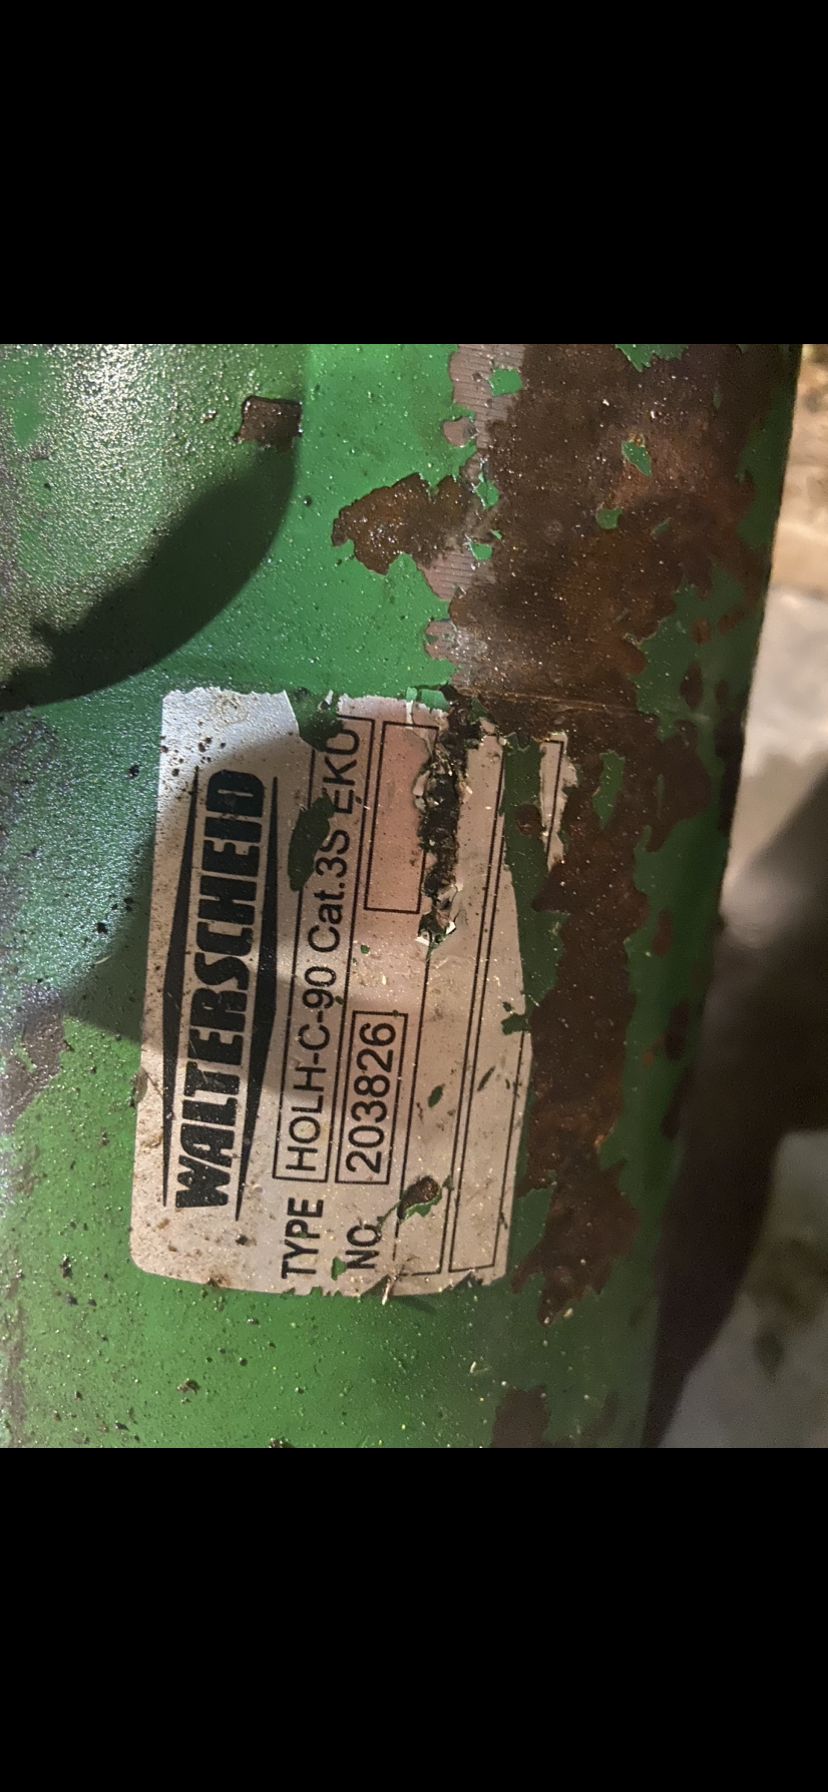 WALTERSCHEID
TYPE HOLH-C-90 Cat.3S EKU
NO. 203826